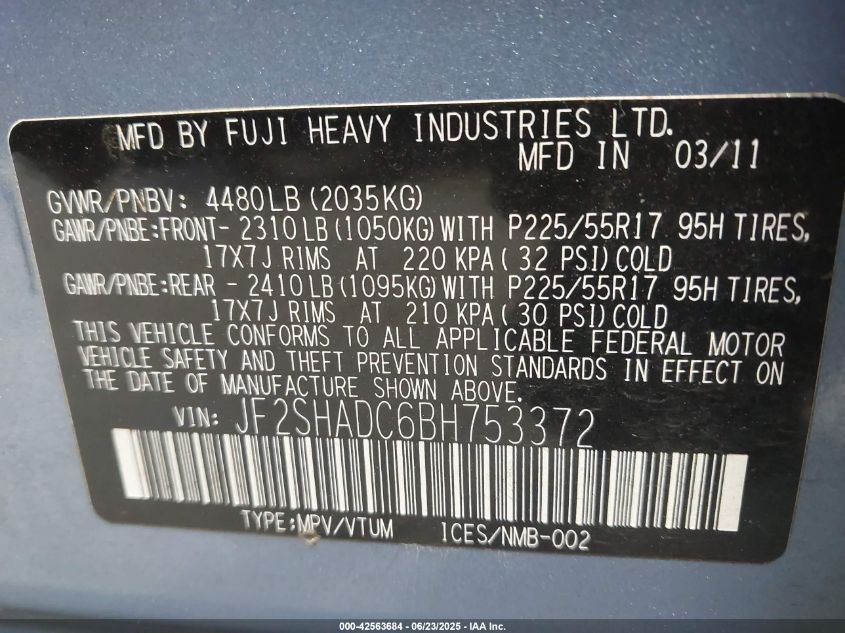 MFD BY FUJI HEAVY INDUSTRIES LTD.
MFD IN 03/11
GVWR/PNBV: 4480LB(2035KG)
GAWR/PNBE:FRONT- 2310LB(1050KG)WITH P225/55R17 95H TIRES,
17X7J RIMS AT 220 KPA( 32 PSI)COLD
GAWR/PNBE:REAR - 2410LB(1095KG)WITH P225/55R17 95H TIRES,
17X7J RIMS AT 210 KPA( 30 PSI)COLD
THIS VEHICLE CONFORMS TO ALL APPLICABLE FEDERAL MOTOR
VEHICLE SAFETY AND THEFT PREVENTION STANDARDS IN EFFECT ON
THE DATE OF MANUFACTURE SHOWN ABOVE.
VIN: JF2SHADC6BH753372
TYPE:MPV/VTUM ICES/NMB-002
000-42563684 - 06/23/2025 - IAA Inc.